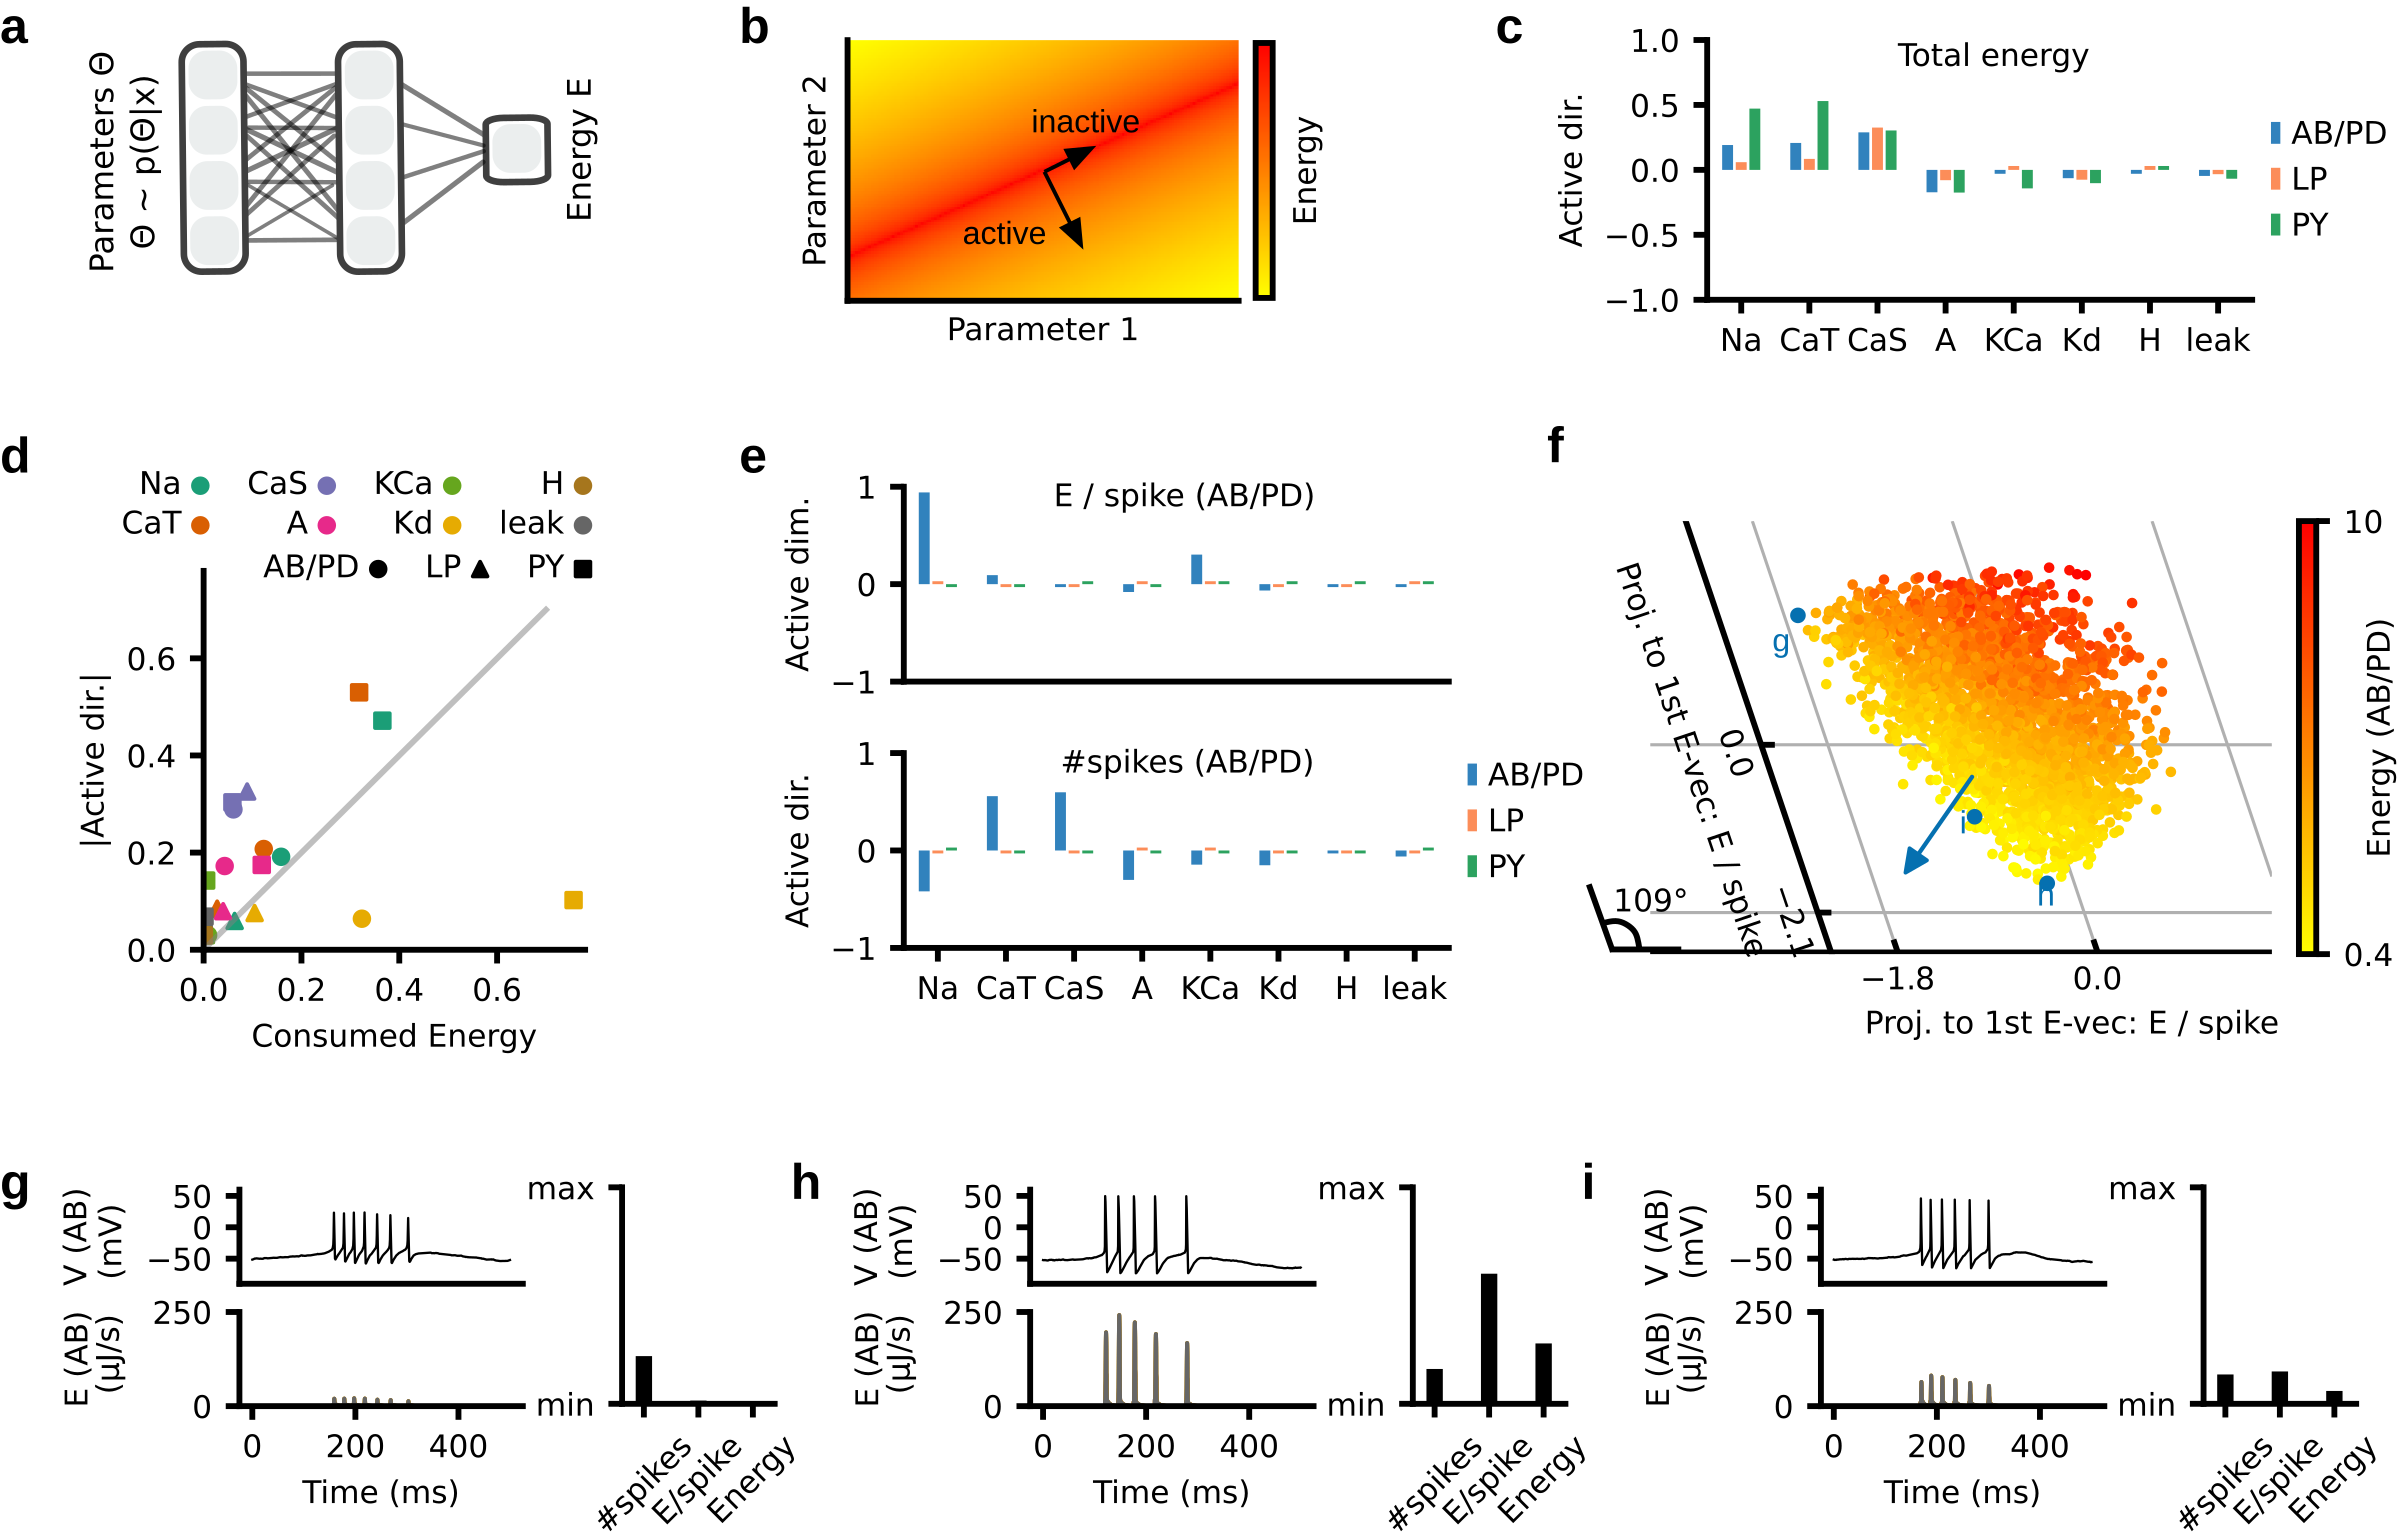 a
Parameters Θ
Θ ~ p(Θ|x)
Energy E
b
Parameter 2
inactive
active
Parameter 1
Energy
c
Total energy
Active dir.
1.0
0.5
0.0
−0.5
−1.0
Na CaT CaS A KCa Kd H leak
AB/PD
LP
PY
d
Na CaS KCa H
CaT A Kd leak
AB/PD LP PY
|Active dir.|
0.6
0.4
0.2
0.0
0.0 0.2 0.4 0.6
Consumed Energy
e
E / spike (AB/PD)
Active dim.
1
0
−1
#spikes (AB/PD)
Active dir.
1
0
−1
Na CaT CaS A KCa Kd H leak
AB/PD
LP
PY
f
Proj. to 1st E-vec: E / spike
0.0
−2.1
109°
g
i
h
−1.8 0.0
Proj. to 1st E-vec: E / spike
10
0.4
Energy (AB/PD)
g
V (AB)
(mV)
50
0
−50
E (AB)
(µJ/s)
250
0
0 200 400
Time (ms)
max
min
#spikes
E/spike
Energy
h
V (AB)
(mV)
50
0
−50
E (AB)
(µJ/s)
250
0
0 200 400
Time (ms)
max
min
#spikes
E/spike
Energy
i
V (AB)
(mV)
50
0
−50
E (AB)
(µJ/s)
250
0
0 200 400
Time (ms)
max
min
#spikes
E/spike
Energy